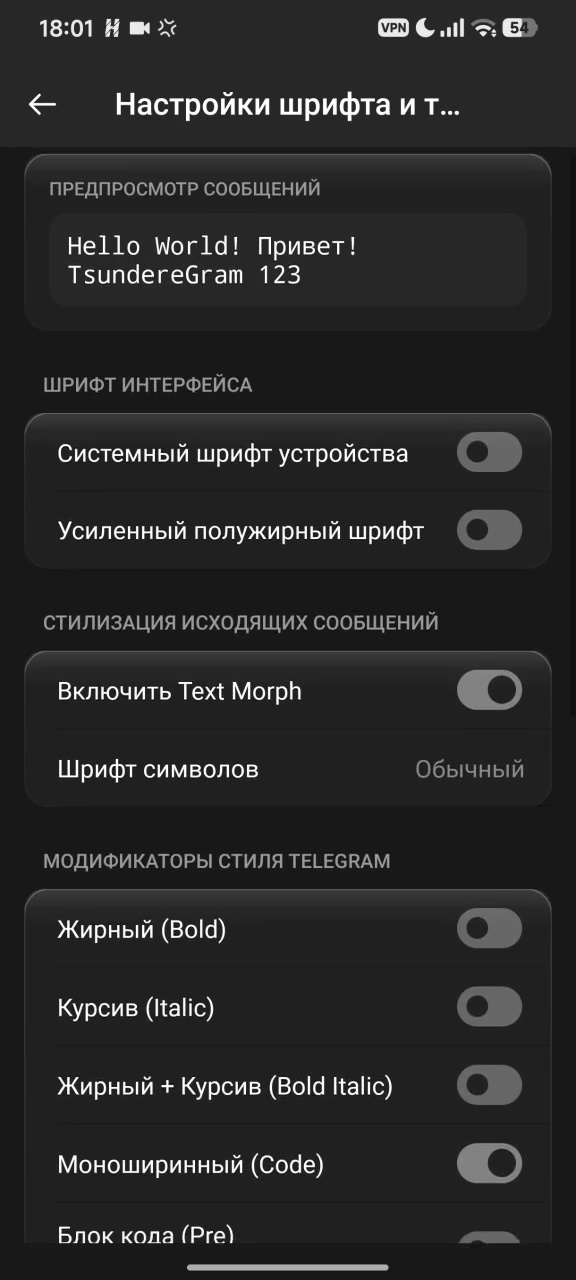 18:01 VPN 54
Настройки шрифта и т...
ПРЕДПРОСМОТР СООБЩЕНИЙ
Hello World! Привет!
TsundereGram 123
ШРИФТ ИНТЕРФЕЙСА
Системный шрифт устройства
Усиленный полужирный шрифт
СТИЛИЗАЦИЯ ИСХОДЯЩИХ СООБЩЕНИЙ
Включить Text Morph
Шрифт символов Обычный
МОДИФИКАТОРЫ СТИЛЯ TELEGRAM
Жирный (Bold)
Курсив (Italic)
Жирный + Курсив (Bold Italic)
Моноширинный (Code)
Блок кода (Pre)